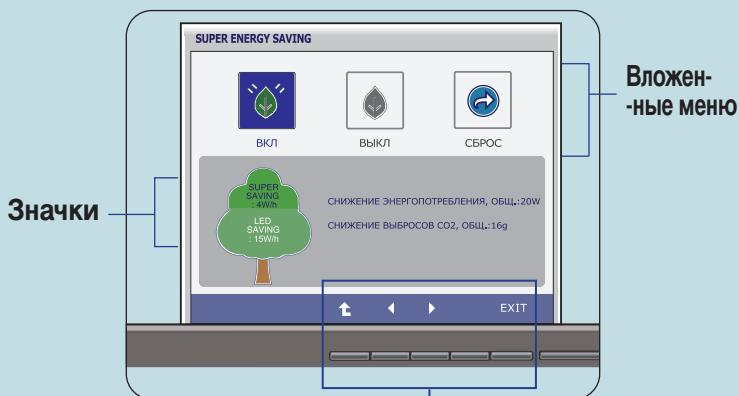 SUPER ENERGY SAVING
ВКЛ
ВЫКЛ
СБРОС
Вложен-
-ные меню
Значки
SUPER
SAVING
: 4W/h
LED
SAVING
: 15W/h
СНИЖЕНИЕ ЭНЕРГОПОТРЕБЛЕНИЯ, ОБЩ.:20W
СНИЖЕНИЕ ВЫБРОСОВ CO2, ОБЩ.:16g
EXIT